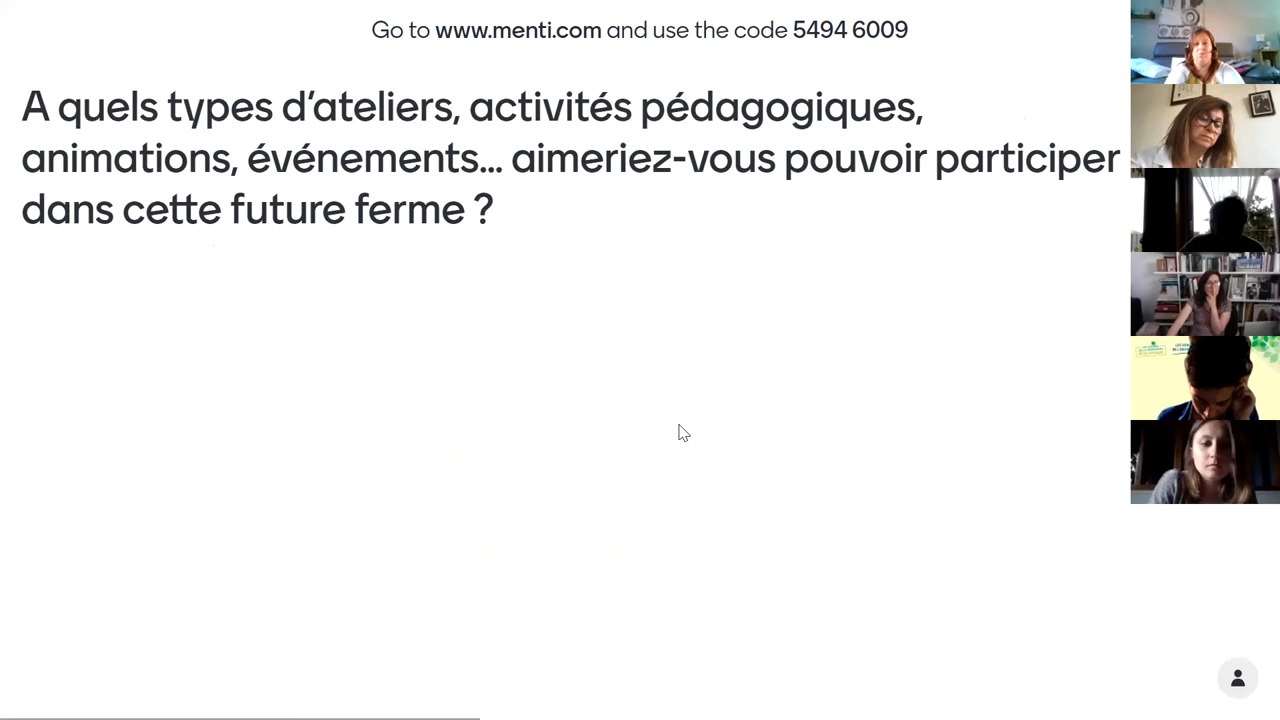 Go to www.menti.com and use the code 5494 6009
A quels types d’ateliers, activités pédagogiques,
animations, événements... aimeriez-vous pouvoir participer
dans cette future ferme ?